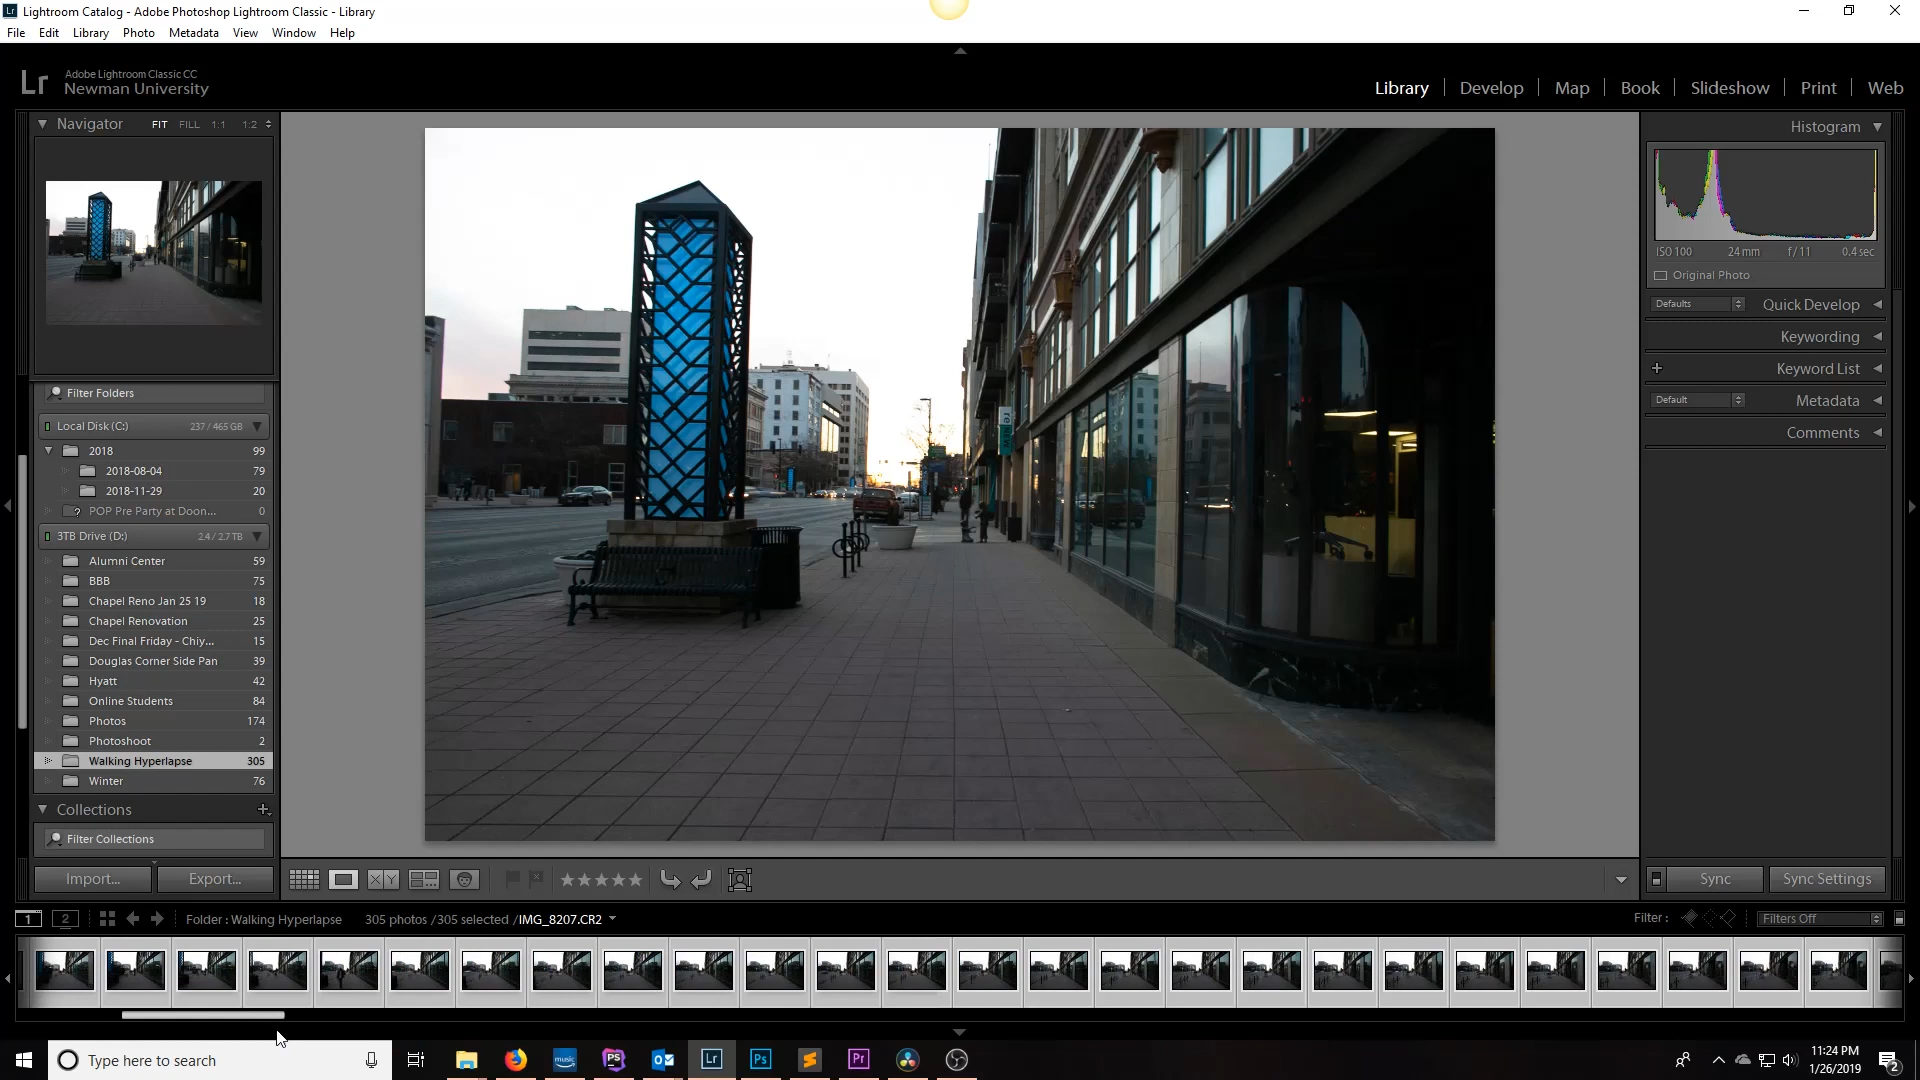 Lr Lightroom Catalog - Adobe Photoshop Lightroom Classic - Library
File Edit Library Photo Metadata View Window Help
Lr Adobe Lightroom Classic CC
Newman University
Library Develop Map Book Slideshow Print Web
Navigator FIT FILL 1:1 1:2
Histogram
ISO 100 24 mm f / 11 0.4 sec
Original Photo
Defaults Quick Develop
Keywording
Keyword List
Default Metadata
Comments
Filter Folders
Local Disk (C:) 237 / 465 GB
2018 99
2018-08-04 79
2018-11-29 20
? POP Pre Party at Doon... 0
3TB Drive (D:) 2.4 / 2.7 TB
Alumni Center 59
BBB 75
Chapel Reno Jan 25 19 18
Chapel Renovation 25
Dec Final Friday - Chiy... 15
Douglas Corner Side Pan 39
Hyatt 42
Online Students 84
Photos 174
Photoshoot 2
Walking Hyperlapse 305
Winter 76
Collections
Filter Collections
Import... Export...
X Y
Sync Sync Settings
1 2 Folder : Walking Hyperlapse 305 photos / 305 selected / IMG_8207.CR2 Filter : Filters Off
Type here to search
music PS Lr Ps Pr
11:24 PM
1/26/2019
2